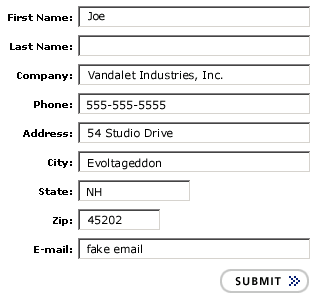 First Name: Joe
Last Name:
Company: Vandalet Industries, Inc.
Phone: 555-555-5555
Address: 54 Studio Drive
City: Evoltageddon
State: NH
Zip: 45202
E-mail: fake email
SUBMIT